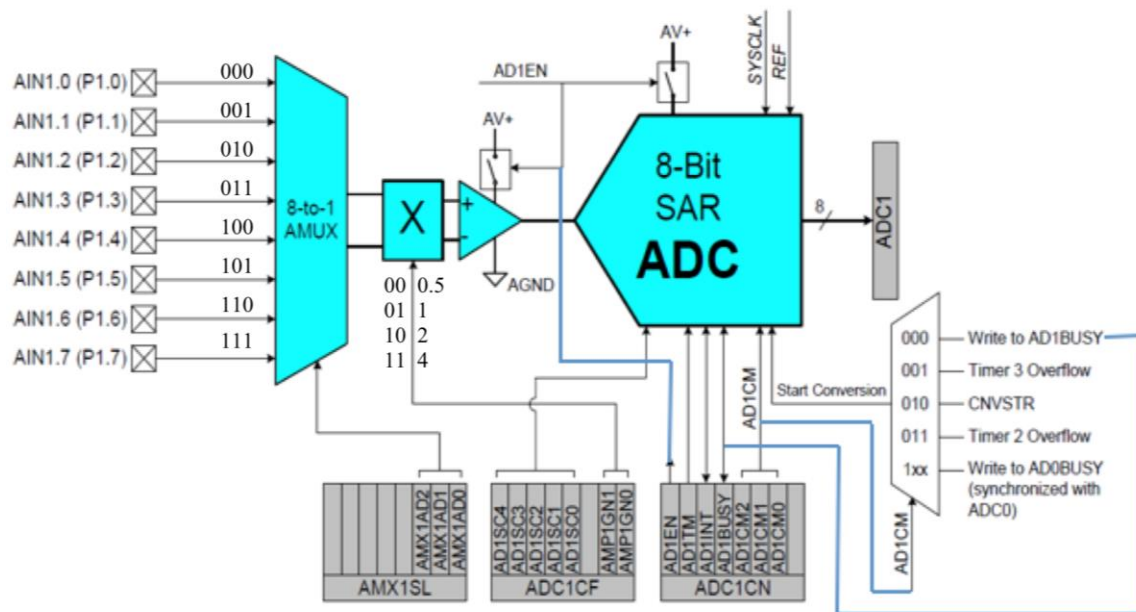 AV+
SYSCLK
REF
AD1EN
AIN1.0 (P1.0)
000
AIN1.1 (P1.1)
001
AIN1.2 (P1.2)
010
AIN1.3 (P1.3)
011
AIN1.4 (P1.4)
100
AIN1.5 (P1.5)
101
AIN1.6 (P1.6)
110
AIN1.7 (P1.7)
111
8-to-1
AMUX
X
00 0.5
01 1
10 2
11 4
AV+
+
-
AGND
8-Bit
SAR
ADC
8
ADC1
Start Conversion
000 Write to AD1BUSY
001 Timer 3 Overflow
010 CNVSTR
011 Timer 2 Overflow
1xx Write to AD0BUSY
(synchronized with
ADC0)
AD1CM
AD1CM
AMX1AD2
AMX1AD1
AMX1AD0
AMX1SL
AD1SC4
AD1SC3
AD1SC2
AD1SC1
AD1SC0
AMP1GN1
AMP1GN0
ADC1CF
AD1EN
AD1TM
AD1INT
AD1BUSY
AD1CM2
AD1CM1
AD1CM0
ADC1CN